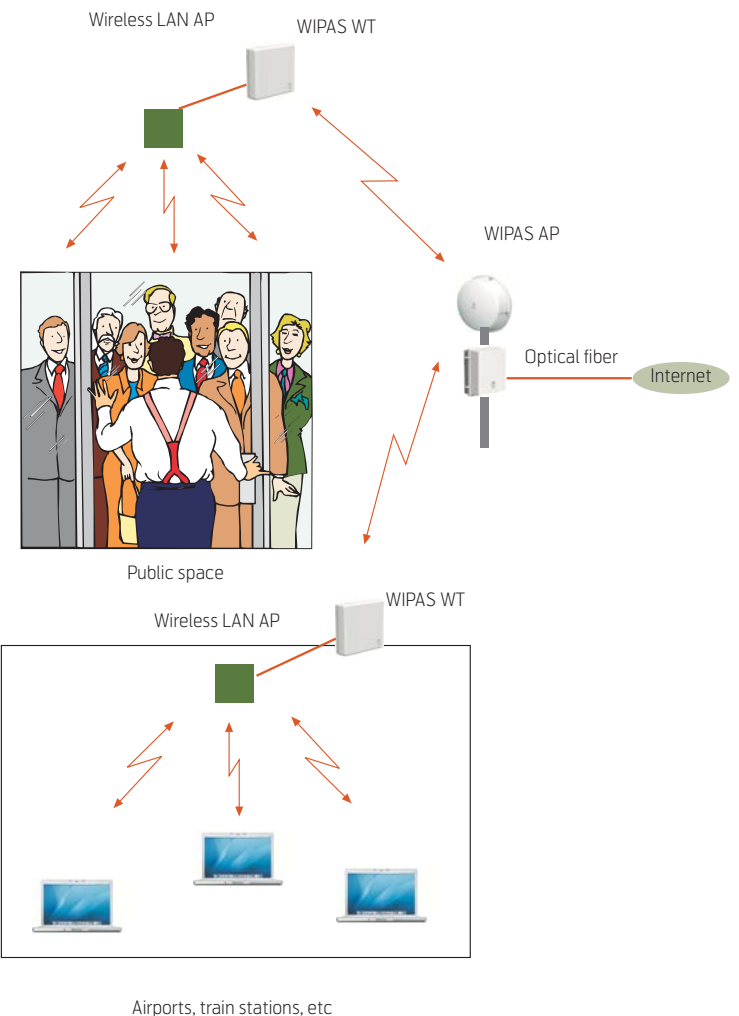 Wireless LAN AP
WIPAS WT
WIPAS AP
Optical fiber
Internet
Public space
WIPAS WT
Wireless LAN AP
Airports, train stations, etc